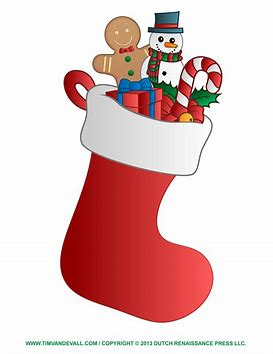 WWW.TIMVANDEVALL.COM / COPYRIGHT © 2013 DUTCH RENAISSANCE PRESS LLC.